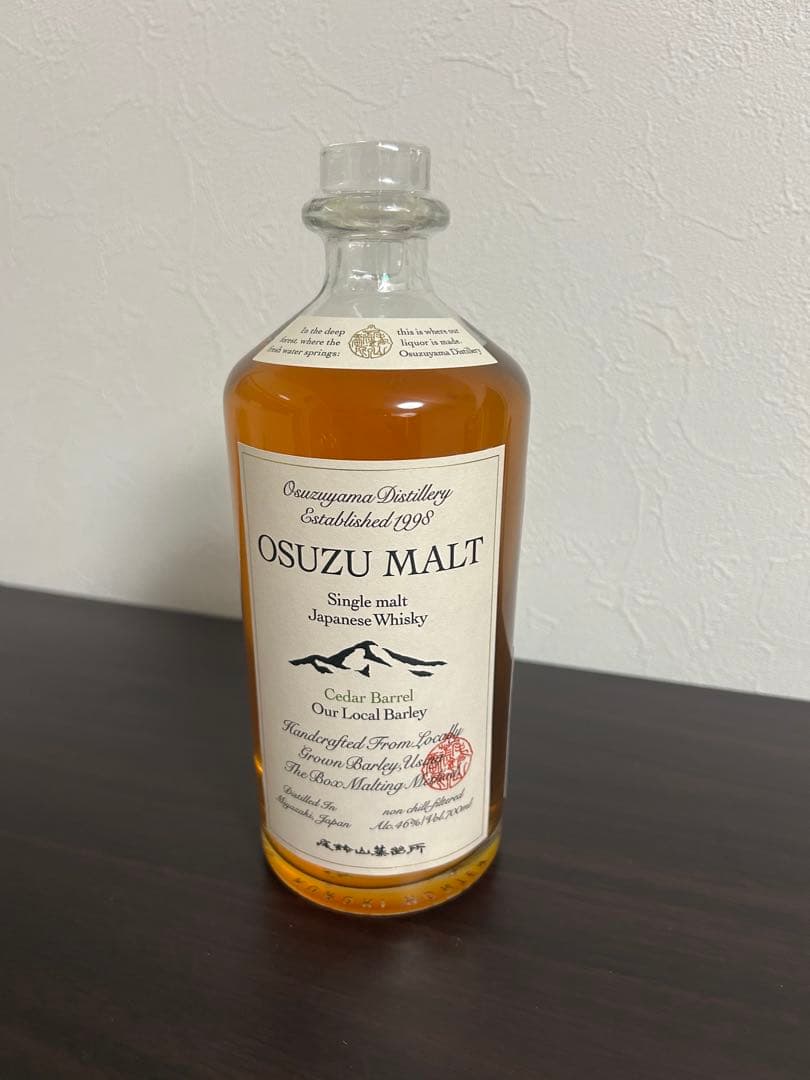 In the deep
forest, where the
fresh water springs:
this is where our
liquor is made.
Osuzuyama Distillery
Osuzuyama Distillery
Established 1998
OSUZU MALT
Single malt
Japanese Whisky
Cedar Barrel
Our Local Barley
Handcrafted From Locally
Grown Barley, Using
The Box Malting Method.
Distilled In
Miyazaki, Japan
non chill-filtered
Alc.46%/Vol.700ml
尾鈴山蒸留所